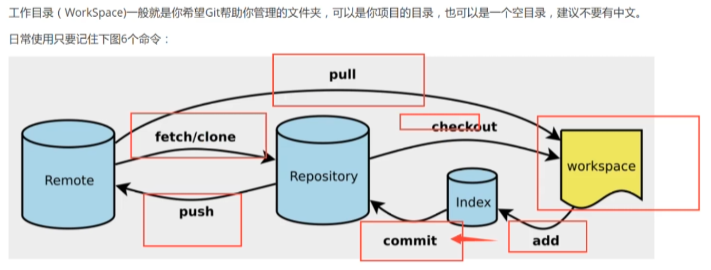 工作目录（WorkSpace)一般就是你希望Git帮助你管理的文件夹，可以是你项目的目录，也可以是一个空目录，建议不要有中文。
日常使用只要记住下图6个命令：
pull
fetch/clone
checkout
Remote
Repository
workspace
push
Index
commit
add